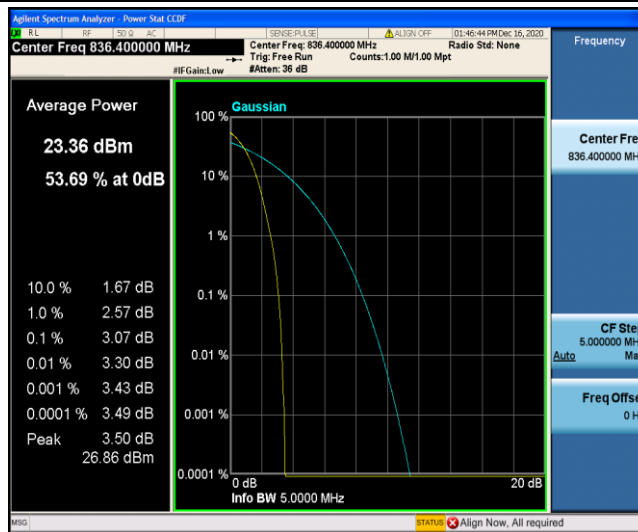 Agilent Spectrum Analyzer - Power Stat CCDF
RL RF 50 Ω AC SENSE:PULSE ALIGN OFF 01:46:44 PM Dec 16, 2020
Center Freq 836.400000 MHz
Center Freq: 836.400000 MHz Radio Std: None
Trig: Free Run Counts:1.00 M/1.00 Mpt
#IFGain:Low #Atten: 36 dB
Frequency
Average Power
23.36 dBm
53.69 % at 0dB
10.0 % 1.67 dB
1.0 % 2.57 dB
0.1 % 3.07 dB
0.01 % 3.30 dB
0.001 % 3.43 dB
0.0001 % 3.49 dB
Peak 3.50 dB
26.86 dBm
Gaussian
100 %
10 %
1 %
0.1 %
0.01 %
0.001 %
0.0001 %
0 dB 20 dB
Info BW 5.0000 MHz
Center Fre
836.400000 MH
CF Ste
5.000000 MH
Auto Ma
Freq Offse
0 H
MSG STATUS Align Now, All required